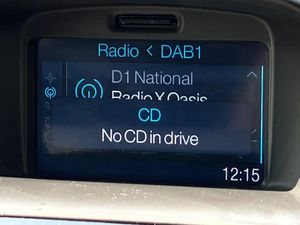 Radio < DAB1
D1 National
Radio X Oasis
CD
No CD in drive
12:15